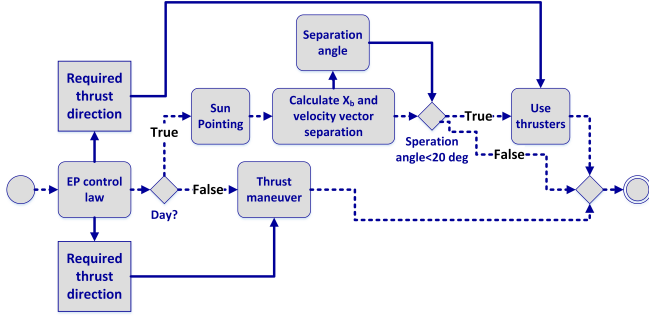 Separation
angle
Required
thrust
direction
Sun
Pointing
Calculate Xb and
velocity vector
separation
True
Use
thrusters
True
Speration
angle<20 deg
False
EP control
law
Day?
False
Thrust
maneuver
Required
thrust
direction